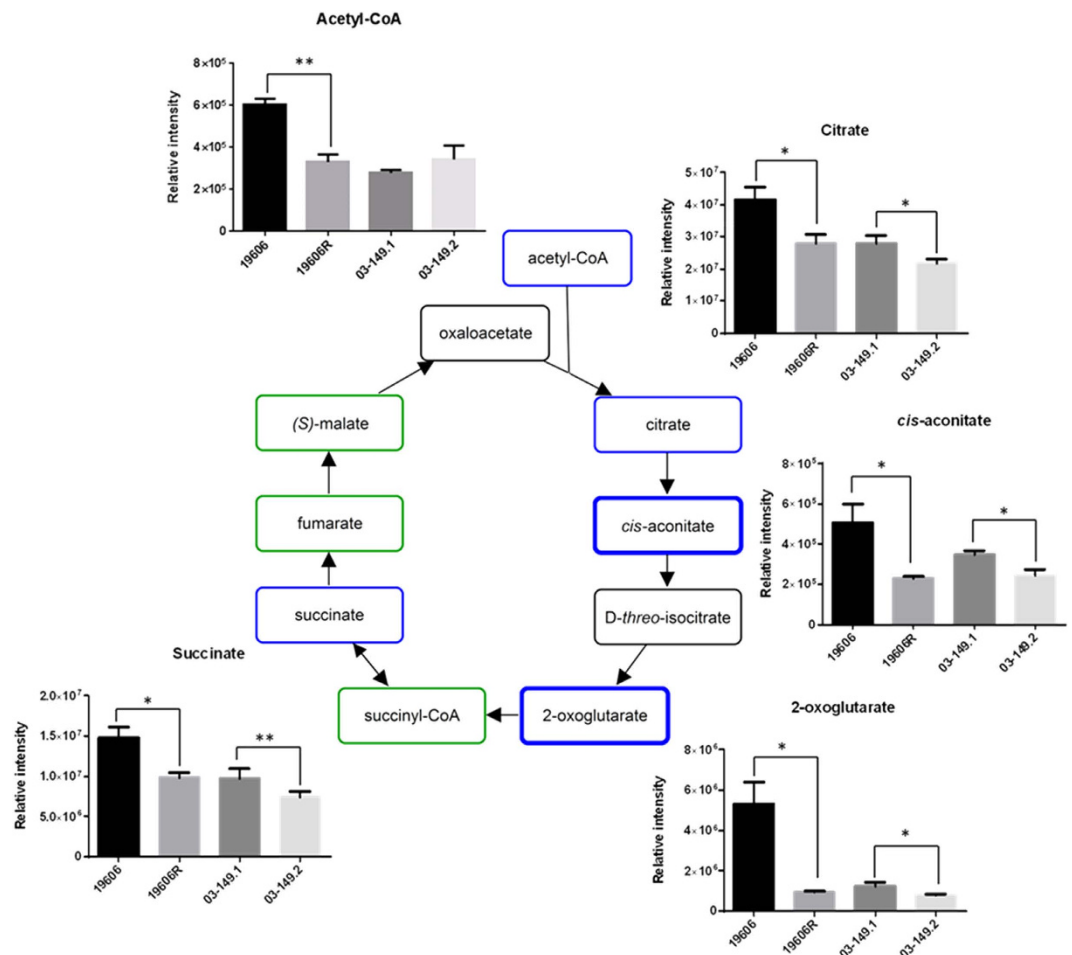 Acetyl-CoA
Relative intensity
8×10⁵
6×10⁵
4×10⁵
2×10⁵
0
19606
19606R
03-149.1
03-149.2
**
Citrate
Relative intensity
5×10⁷
4×10⁷
3×10⁷
2×10⁷
1×10⁷
0
19606
19606R
03-149.1
03-149.2
*
*
acetyl-CoA
oxaloacetate
(S)-malate
citrate
fumarate
cis-aconitate
succinate
D-threo-isocitrate
succinyl-CoA
2-oxoglutarate
cis-aconitate
Relative intensity
8×10⁵
6×10⁵
4×10⁵
2×10⁵
0
19606
19606R
03-149.1
03-149.2
*
*
Succinate
Relative intensity
2.0×10⁷
1.5×10⁷
1.0×10⁷
5.0×10⁶
0
19606
19606R
03-149.1
03-149.2
*
**
2-oxoglutarate
Relative intensity
8×10⁶
6×10⁶
4×10⁶
2×10⁶
0
19606
19606R
03-149.1
03-149.2
*
*